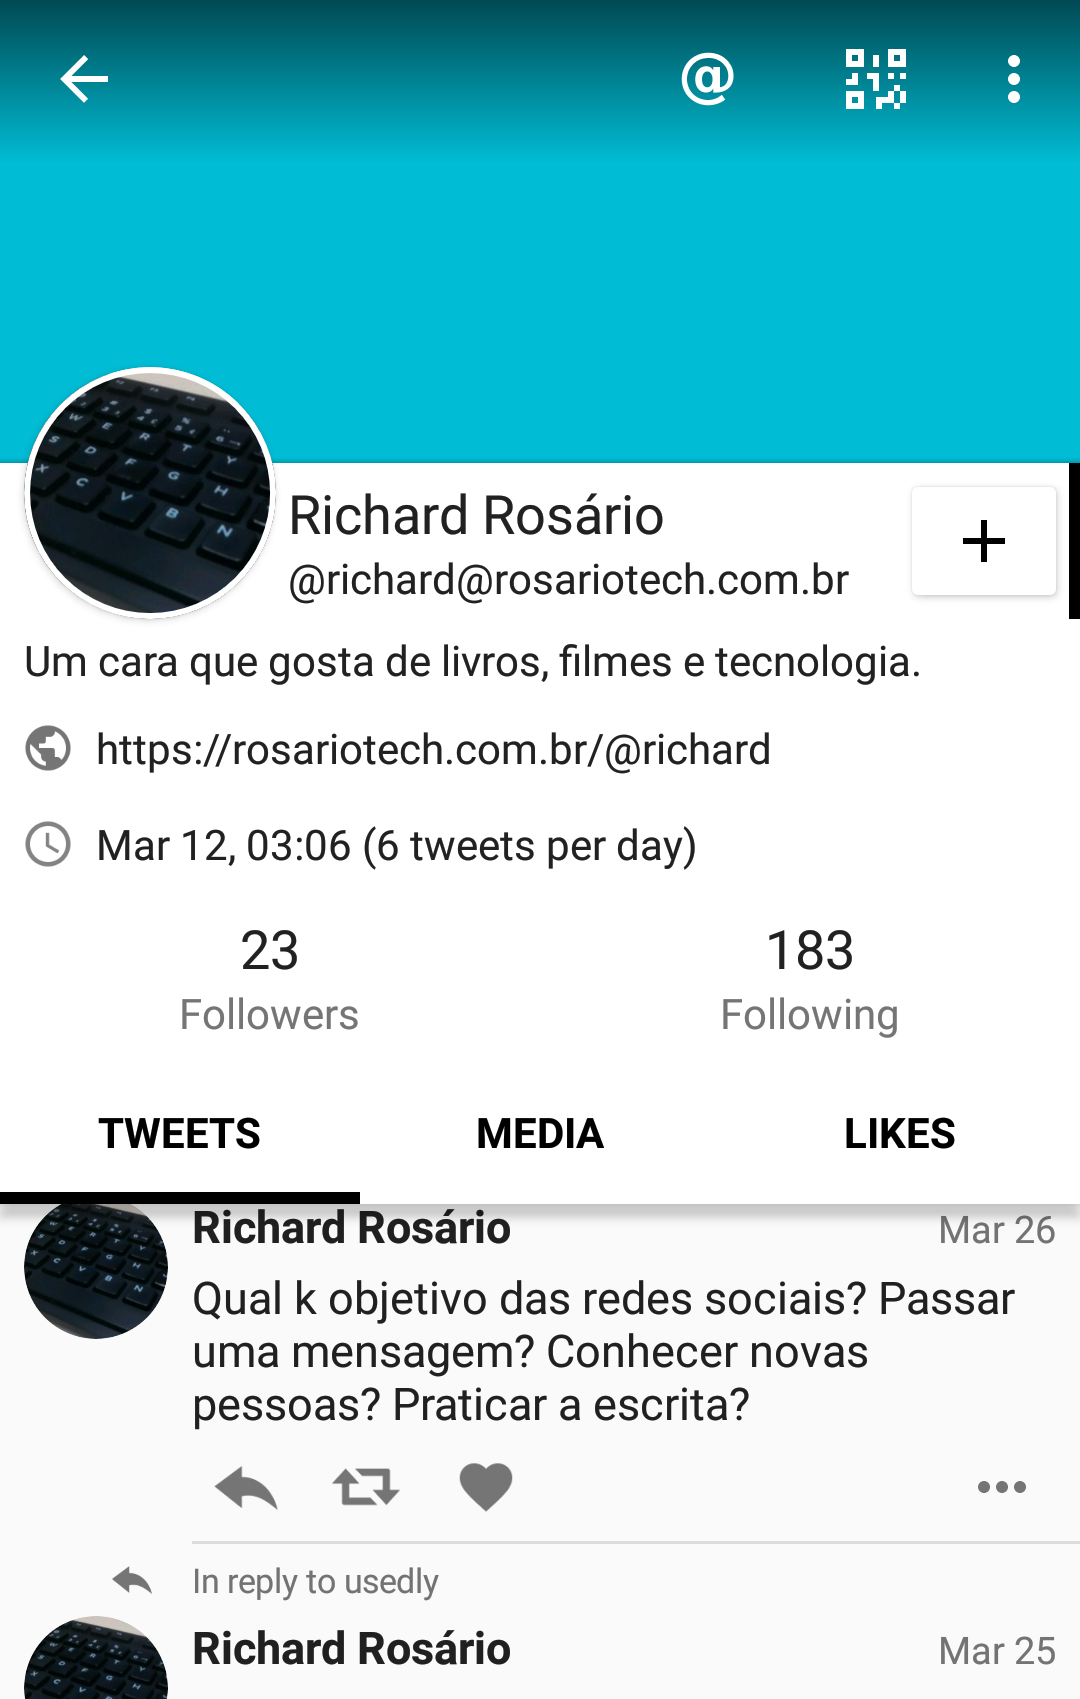 @
Richard Rosário
@richard@rosariotech.com.br
Um cara que gosta de livros, filmes e tecnologia.
https://rosariotech.com.br/@richard
Mar 12, 03:06 (6 tweets per day)
23
Followers
183
Following
TWEETS
MEDIA
LIKES
Richard Rosário
Mar 26
Qual k objetivo das redes sociais? Passar
uma mensagem? Conhecer novas
pessoas? Praticar a escrita?
In reply to usedly
Richard Rosário
Mar 25